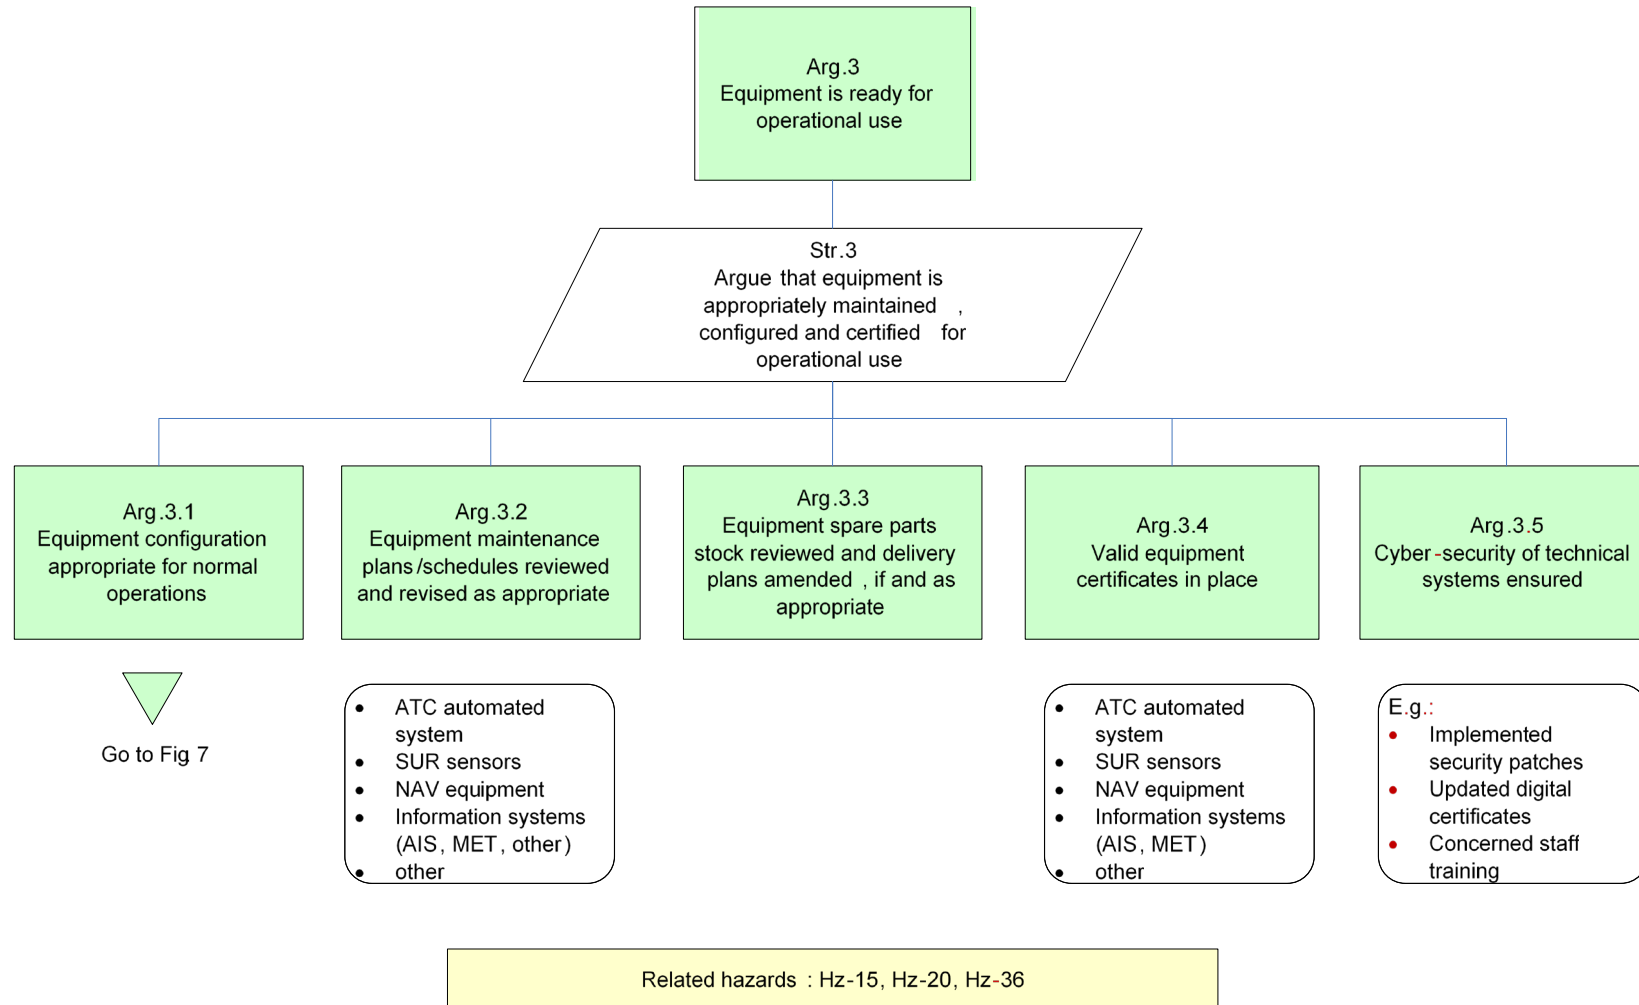 Arg.3
Equipment is ready for
operational use
Str.3
Argue that equipment is
appropriately maintained ,
configured and certified for
operational use
Arg.3.1
Equipment configuration
appropriate for normal
operations
Arg.3.2
Equipment maintenance
plans/schedules reviewed
and revised as appropriate
Arg.3.3
Equipment spare parts
stock reviewed and delivery
plans amended , if and as
appropriate
Arg.3.4
Valid equipment
certificates in place
Arg.3.5
Cyber-security of technical
systems ensured
Go to Fig. 7
• ATC automated
system
• SUR sensors
• NAV equipment
• Information systems
(AIS, MET, other)
• other
• ATC automated
system
• SUR sensors
• NAV equipment
• Information systems
(AIS, MET)
• other
E.g.:
• Implemented
security patches
• Updated digital
certificates
• Concerned staff
training
Related hazards : Hz-15, Hz-20, Hz-36